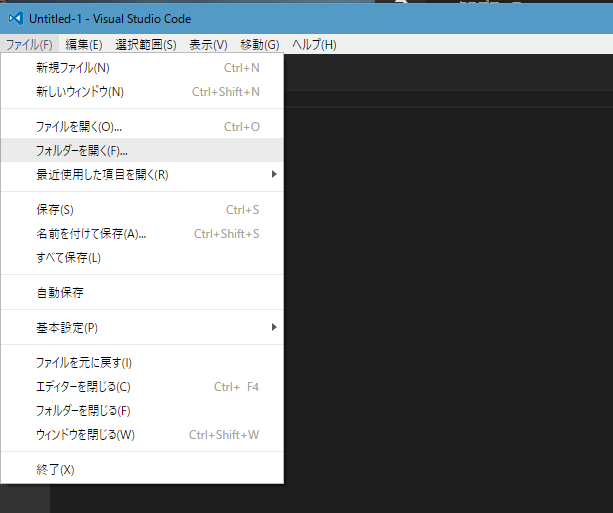 Untitled-1 - Visual Studio Code
ファイル(F) 編集(E) 選択範囲(S) 表示(V) 移動(G) ヘルプ(H)
新規ファイル(N) Ctrl+N
新しいウィンドウ(N) Ctrl+Shift+N
ファイルを開く(O)... Ctrl+O
フォルダーを開く(F)...
最近使用した項目を開く(R)
保存(S) Ctrl+S
名前を付けて保存(A)... Ctrl+Shift+S
すべて保存(L)
自動保存
基本設定(P)
ファイルを元に戻す(I)
エディターを閉じる(C) Ctrl+ F4
フォルダーを閉じる(F)
ウィンドウを閉じる(W) Ctrl+Shift+W
終了(X)